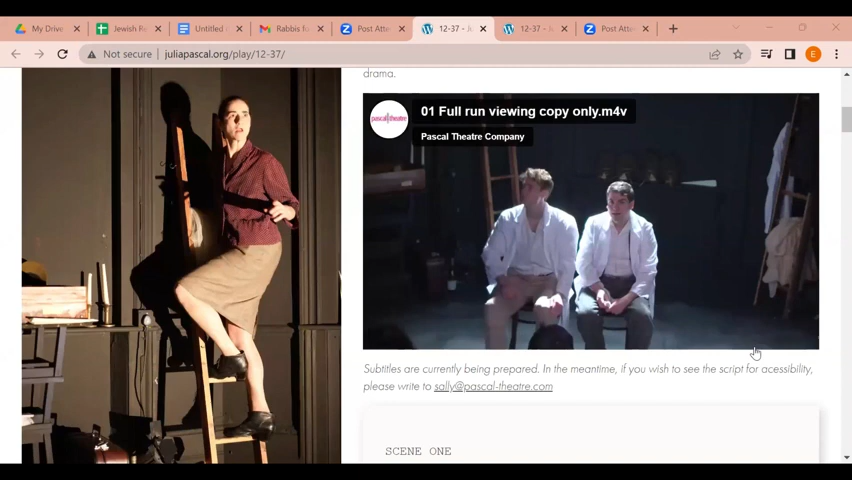 My Drive
Jewish R
Untitled
Rabbis f
Post Atte
12-37 - Ju
12-37 - Ju
Post Atte
Not secure
juliapascal.org/play/12-37/
E
drama.
pascal theatre
01 Full run viewing copy only.m4v
Pascal Theatre Company
Subtitles are currently being prepared. In the meantime, if you wish to see the script for acessibility,
please write to sally@pascal-theatre.com
SCENE ONE